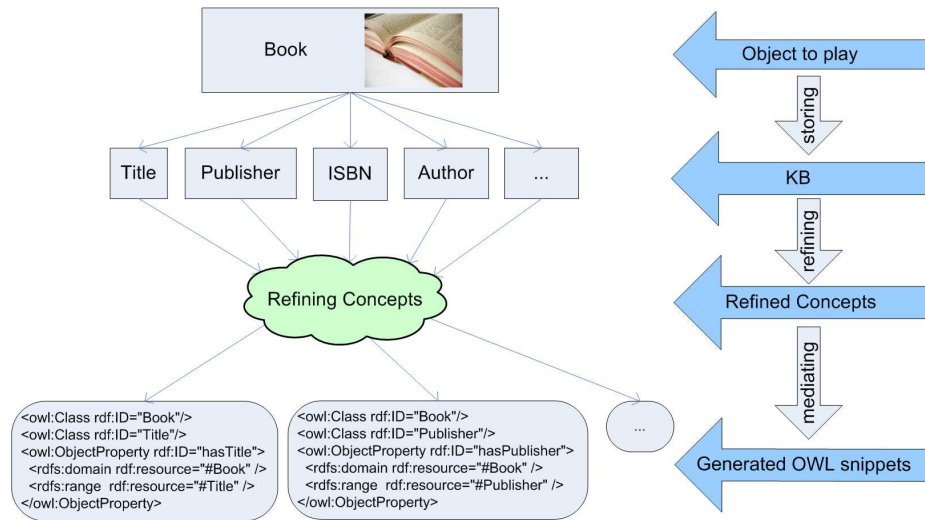 Book
Object to play
storing
Title
Publisher
ISBN
Author
...
KB
refining
Refining Concepts
Refined Concepts
mediating
<owl:Class rdf:ID="Book"/>
<owl:Class rdf:ID="Title"/>
<owl:ObjectProperty rdf:ID="hasTitle">
<rdfs:domain rdf:resource="#Book" />
<rdfs:range rdf:resource="#Title" />
</owl:ObjectProperty>
<owl:Class rdf:ID="Book"/>
<owl:Class rdf:ID="Publisher"/>
<owl:ObjectProperty rdf:ID="hasPublisher">
<rdfs:domain rdf:resource="#Book" />
<rdfs:range rdf:resource="#Publisher" />
</owl:ObjectProperty>
...
Generated OWL snippets